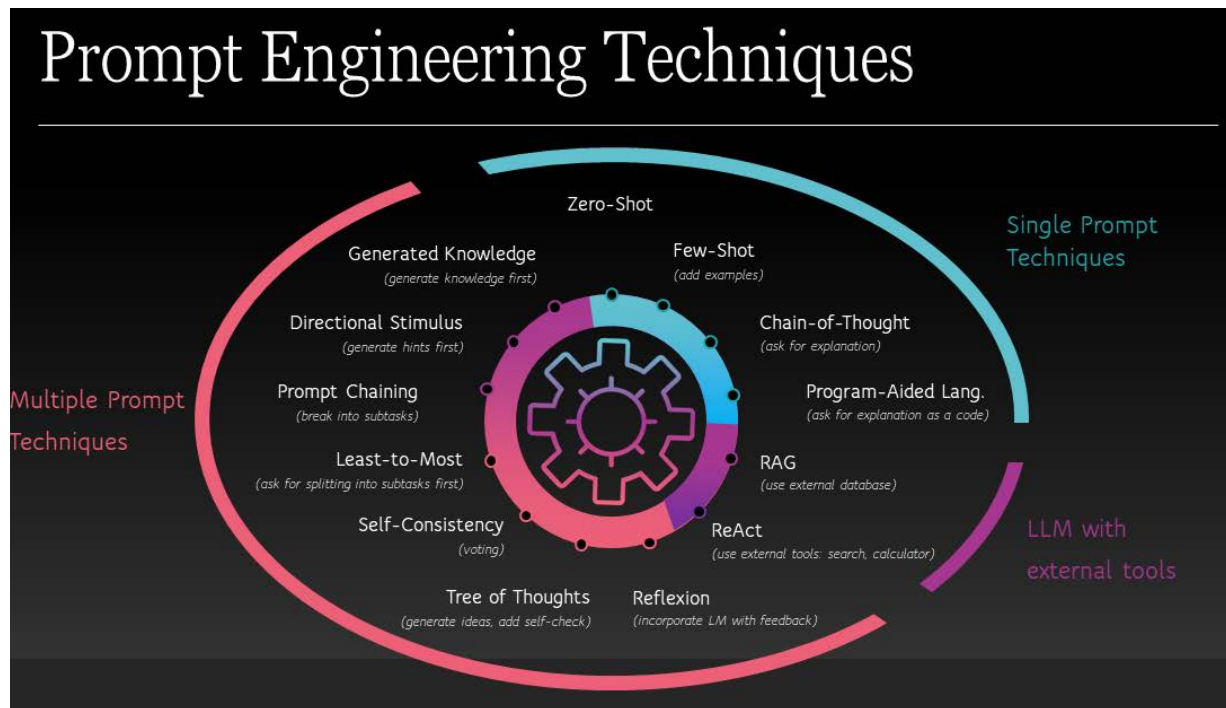 Prompt Engineering Techniques
Zero-Shot
Few-Shot
(add examples)
Chain-of-Thought
(ask for explanation)
Program-Aided Lang.
(ask for explanation as a code)
Single Prompt
Techniques
RAG
(use external database)
ReAct
(use external tools: search, calculator)
LLM with
external tools
Reflexion
(incorporate LM with feedback)
Tree of Thoughts
(generate ideas, add self-check)
Self-Consistency
(voting)
Least-to-Most
(ask for splitting into subtasks first)
Prompt Chaining
(break into subtasks)
Directional Stimulus
(generate hints first)
Generated Knowledge
(generate knowledge first)
Multiple Prompt
Techniques